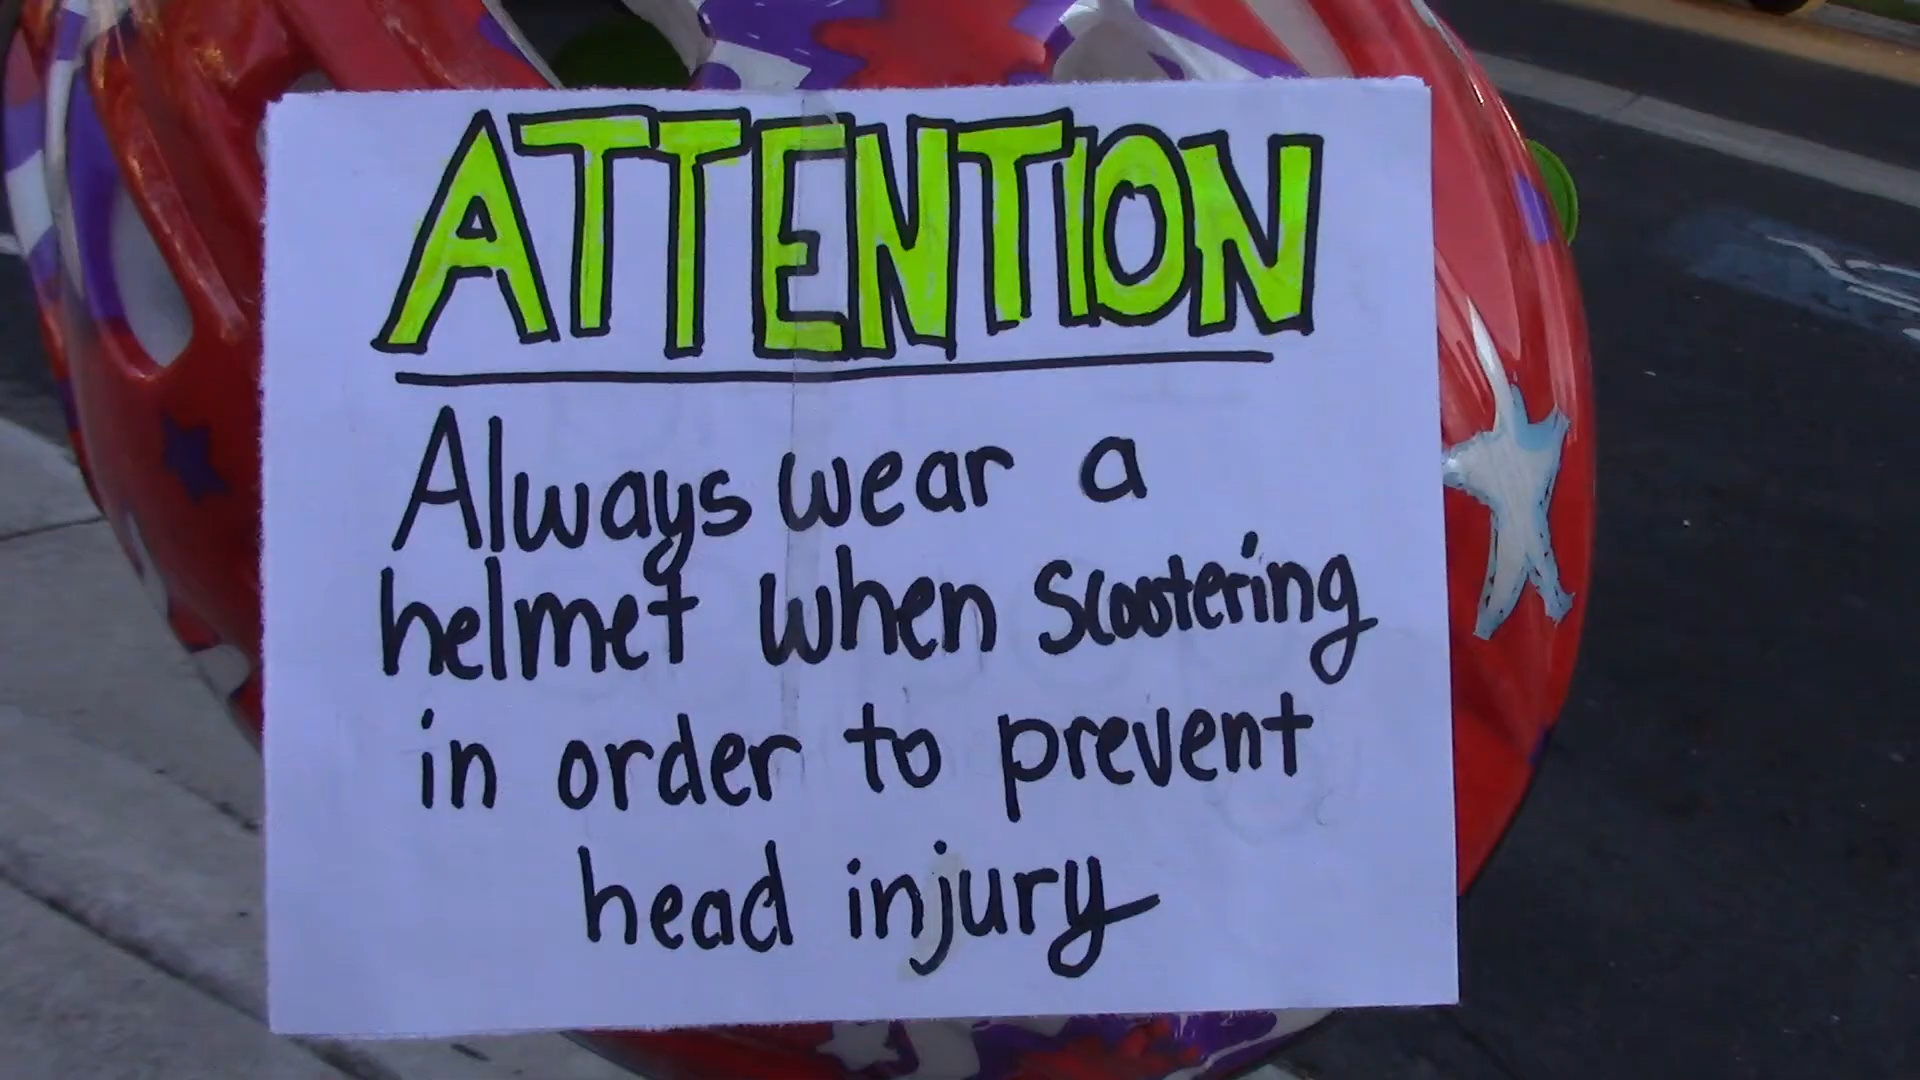 ATTENTION
Always wear a
helmet when Scootering
in order to prevent
head injury